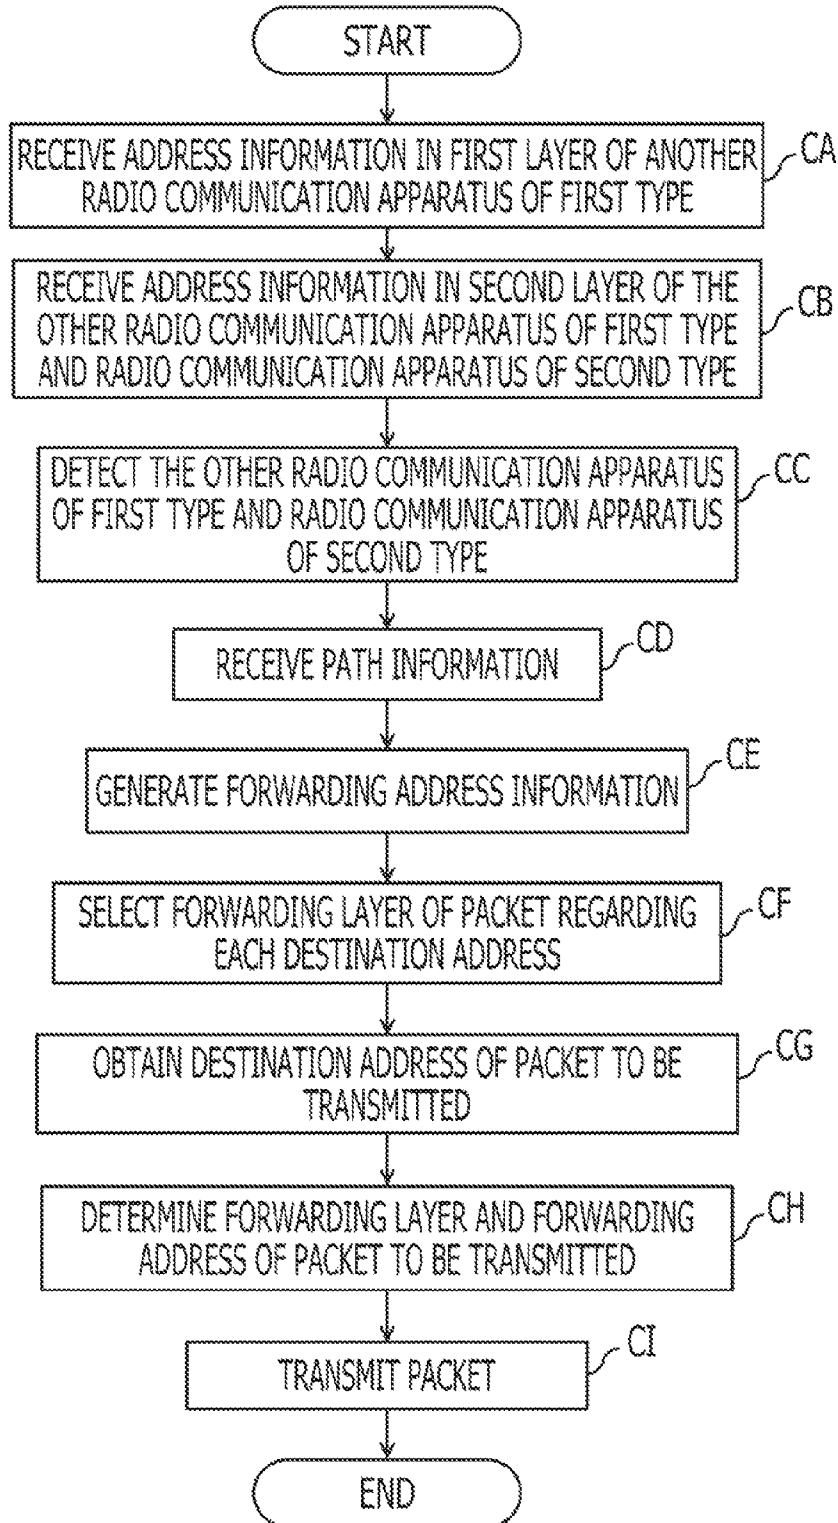 START
RECEIVE ADDRESS INFORMATION IN FIRST LAYER OF ANOTHER
RADIO COMMUNICATION APPARATUS OF FIRST TYPE
CA
RECEIVE ADDRESS INFORMATION IN SECOND LAYER OF THE
OTHER RADIO COMMUNICATION APPARATUS OF FIRST TYPE
AND RADIO COMMUNICATION APPARATUS OF SECOND TYPE
CB
DETECT THE OTHER RADIO COMMUNICATION APPARATUS
OF FIRST TYPE AND RADIO COMMUNICATION APPARATUS
OF SECOND TYPE
CC
RECEIVE PATH INFORMATION
CD
GENERATE FORWARDING ADDRESS INFORMATION
CE
SELECT FORWARDING LAYER OF PACKET REGARDING
EACH DESTINATION ADDRESS
CF
OBTAIN DESTINATION ADDRESS OF PACKET TO BE
TRANSMITTED
CG
DETERMINE FORWARDING LAYER AND FORWARDING
ADDRESS OF PACKET TO BE TRANSMITTED
CH
TRANSMIT PACKET
CI
END